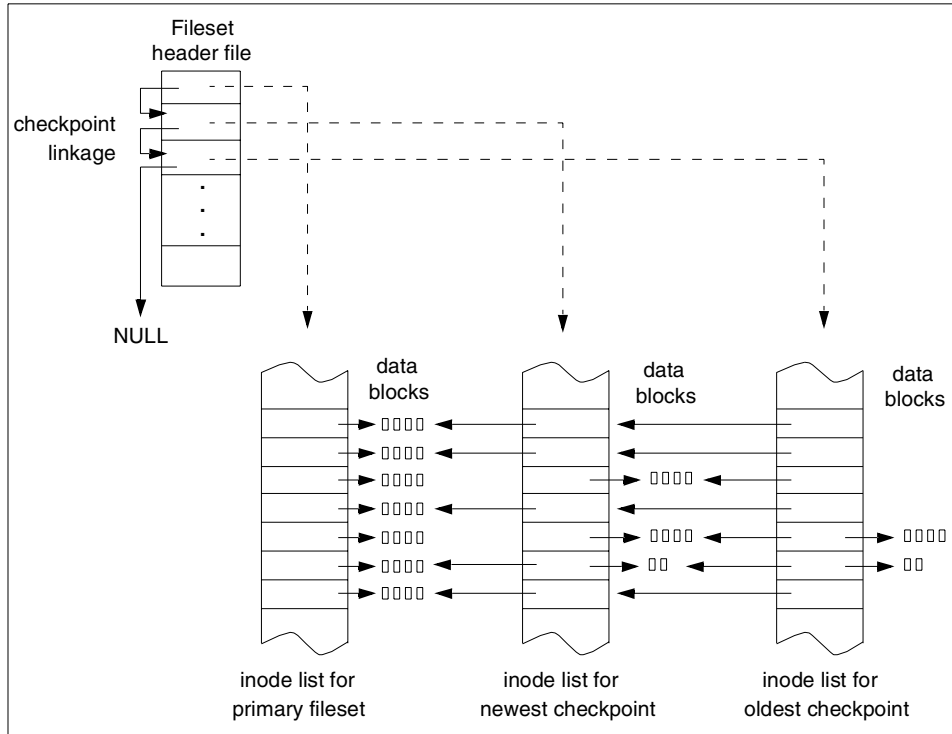 Fileset
header file
checkpoint
linkage
NULL
data
blocks
data
blocks
data
blocks
inode list for
primary fileset
inode list for
newest checkpoint
inode list for
oldest checkpoint